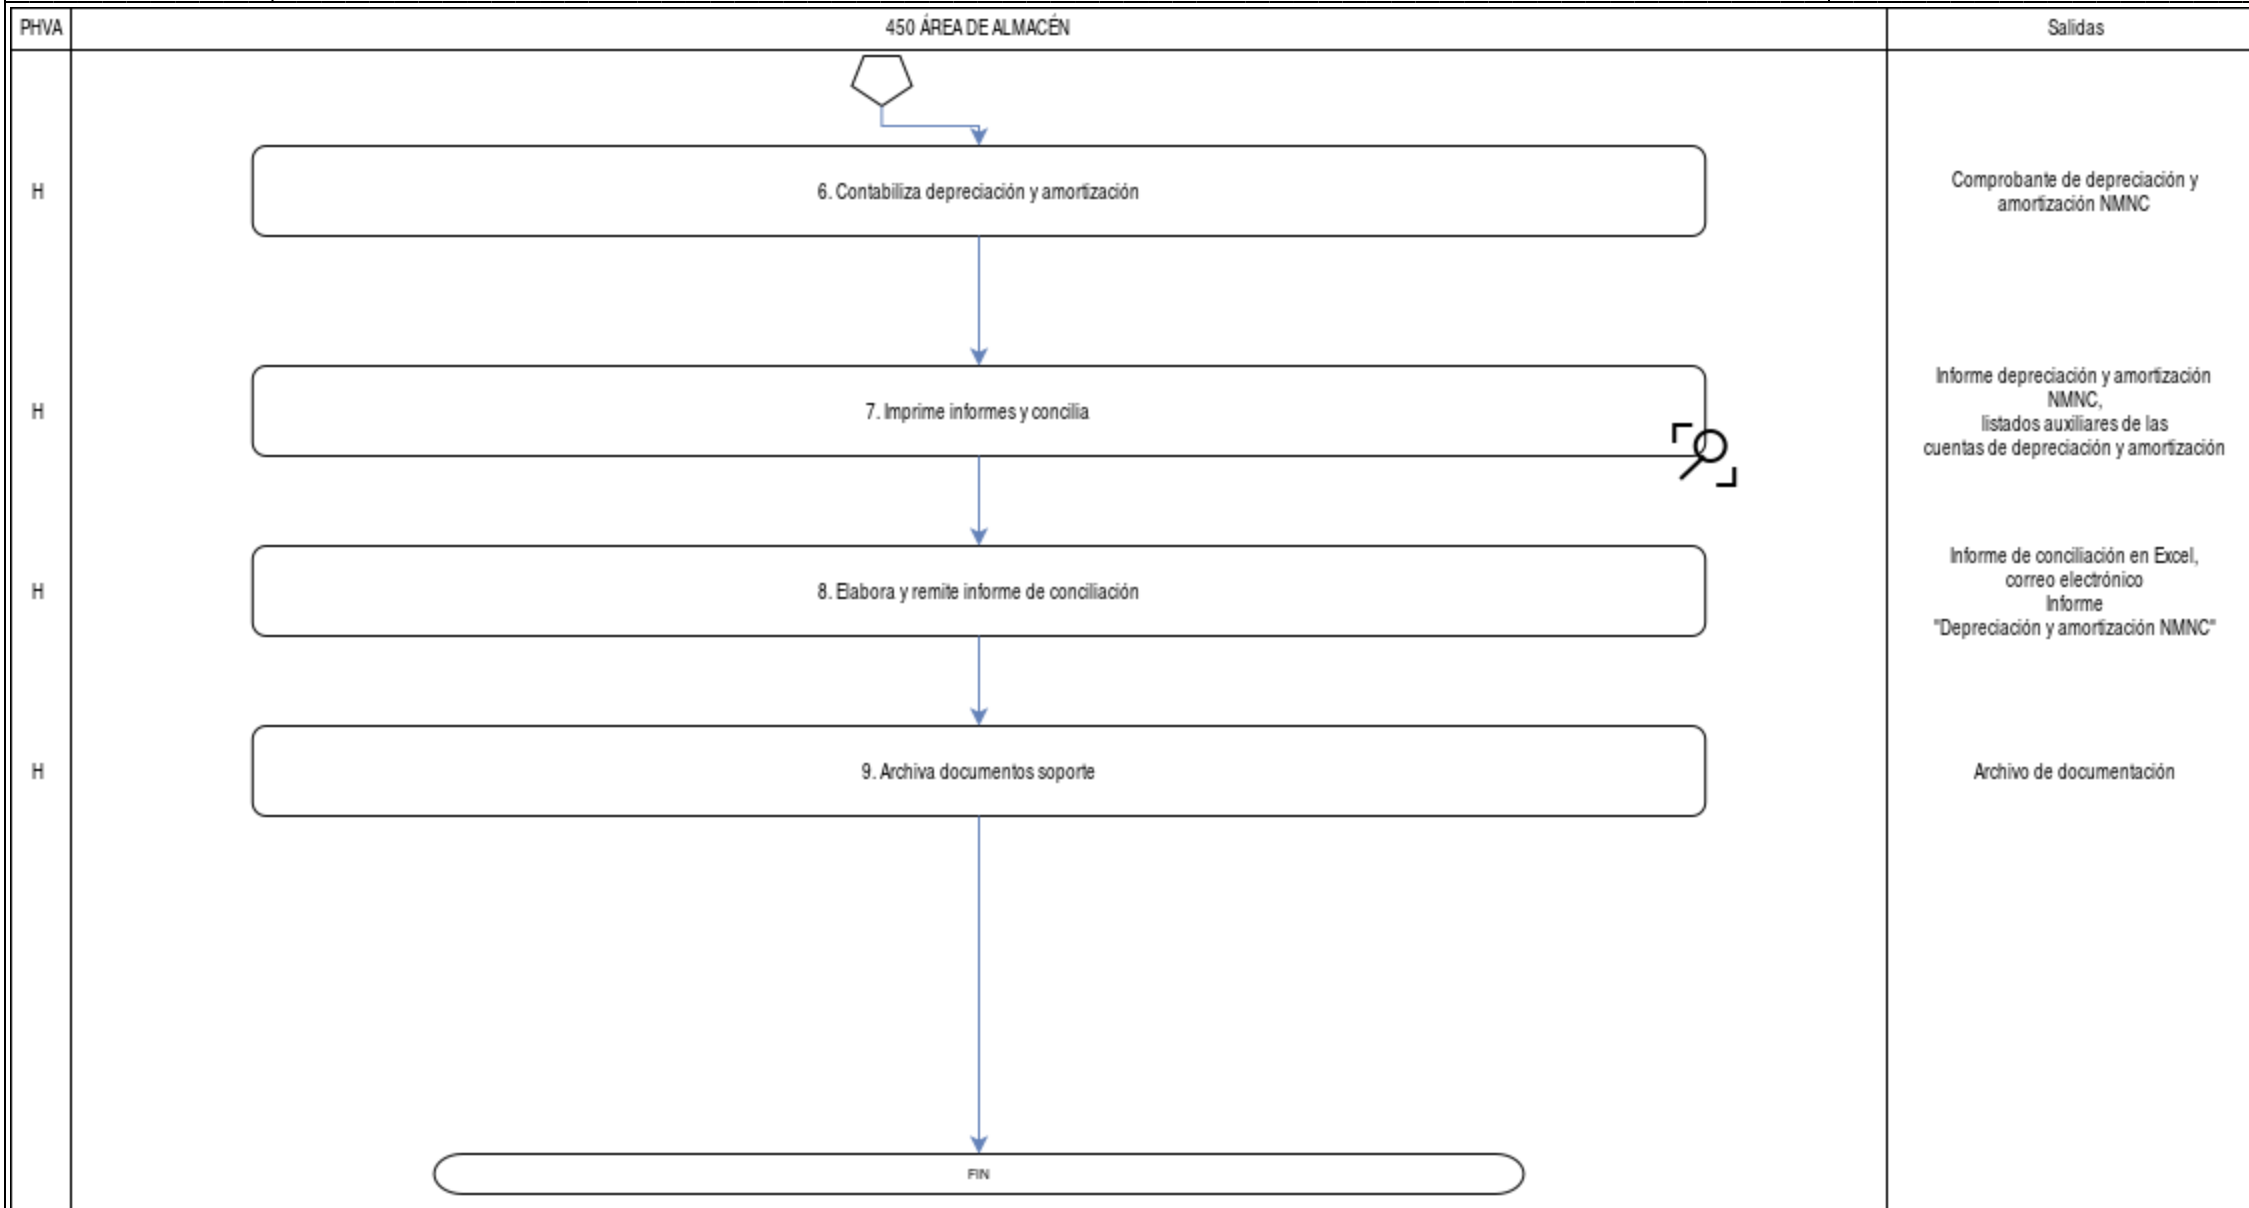 PHVA
450 ÁREA DE ALMACÉN
Salidas
H
6. Contabiliza depreciación y amortización
Comprobante de depreciación y
amortización NMNC
H
7. Imprime informes y concilia
Informe depreciación y amortización
NMNC,
listados auxiliares de las
cuentas de depreciación y amortización
H
8. Elabora y remite informe de conciliación
Informe de conciliación en Excel,
correo electrónico
Informe
"Depreciación y amortización NMNC"
H
9. Archiva documentos soporte
Archivo de documentación
FIN